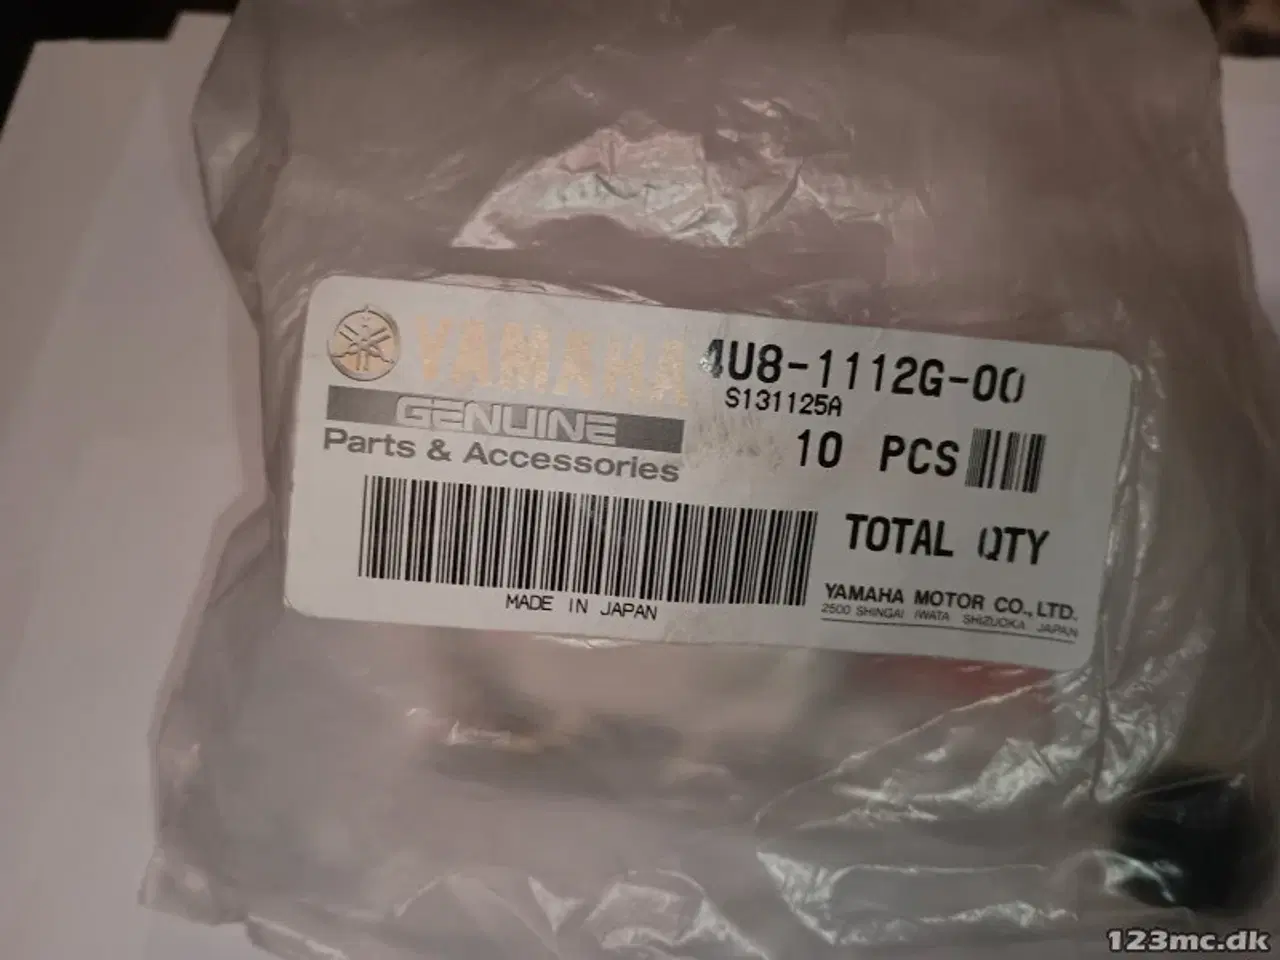 YAMAHA
GENUINE
Parts & Accessories
4U8-1112G-00
S131125A
10 PCS
TOTAL QTY
MADE IN JAPAN
YAMAHA MOTOR CO., LTD.
2500 SHINGAI IWATA SHIZUOKA JAPAN
123mc.dk